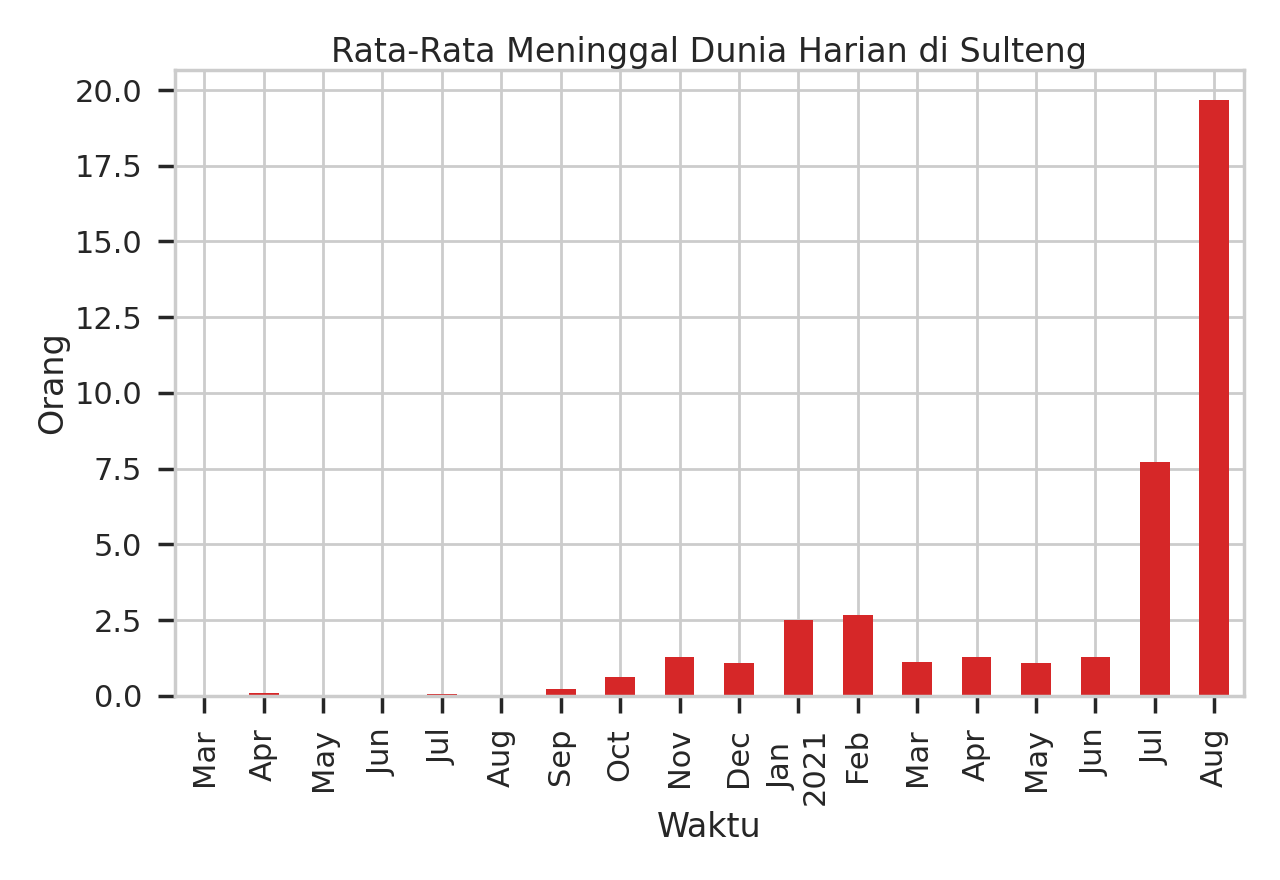 Rata-Rata Meninggal Dunia Harian di Sulteng
20.0
17.5
15.0
12.5
10.0
7.5
5.0
2.5
0.0
Orang
Mar
Apr
May
Jun
Jul
Aug
Sep
Oct
Nov
Dec
Jan
2021
Feb
Mar
Apr
May
Jun
Jul
Aug
Waktu